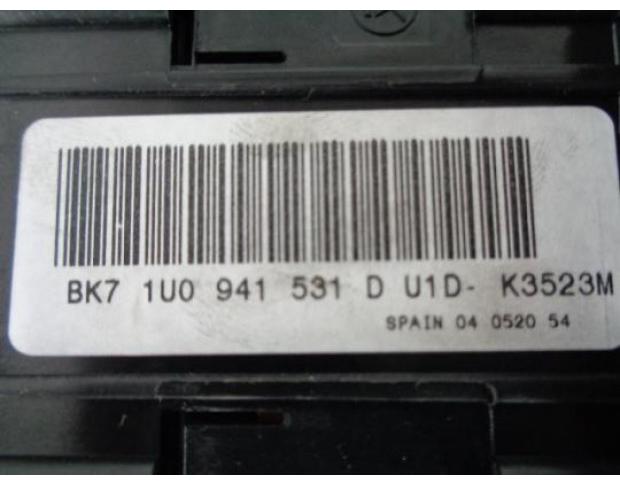 BK7 1U0 941 531 D U1D- K3523M
SPAIN 04 0520 54